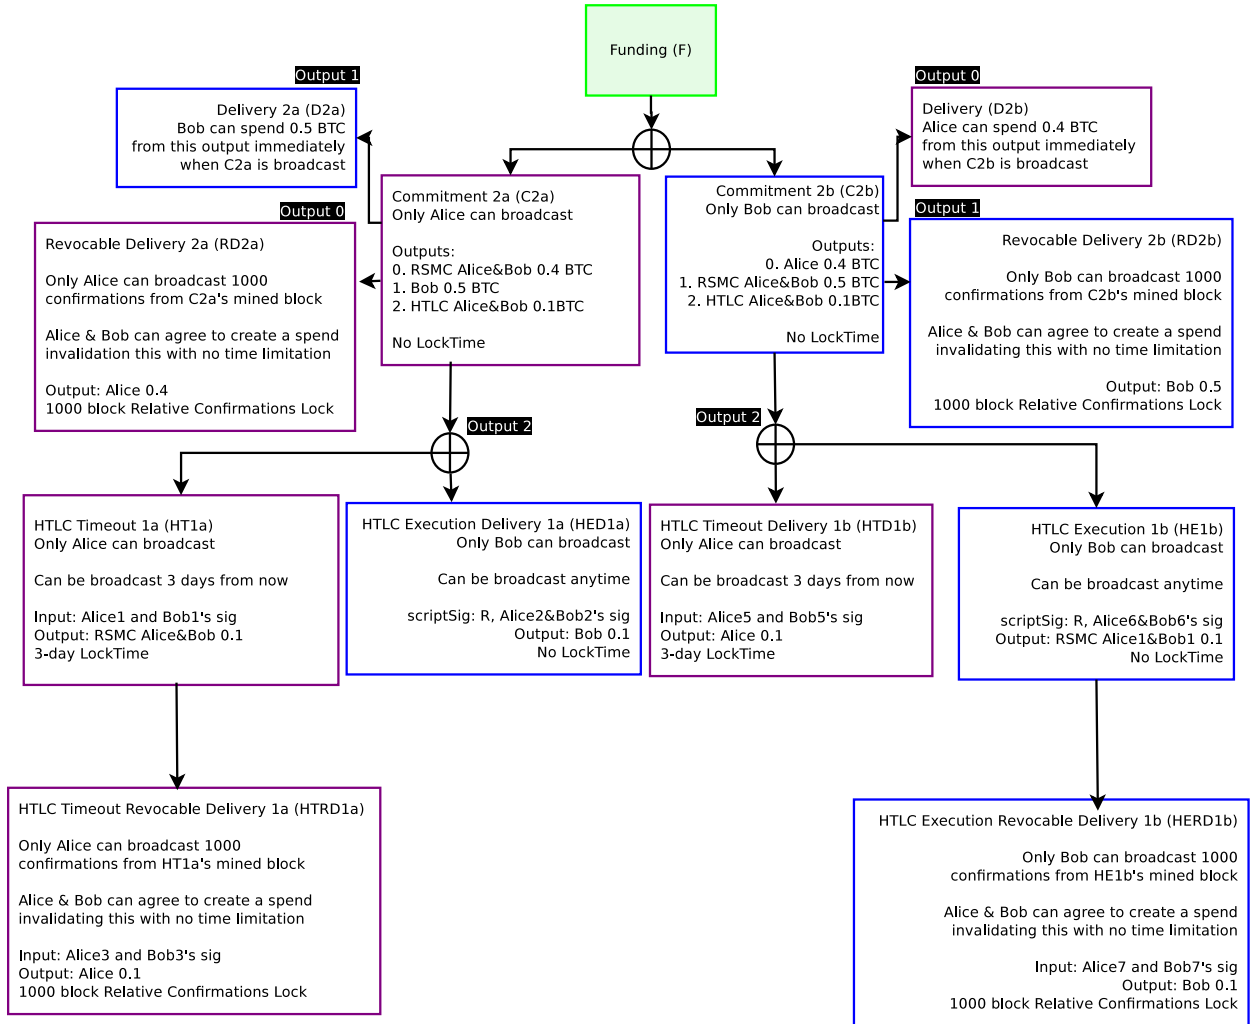 Funding (F)
Output 1
Delivery 2a (D2a)
Bob can spend 0.5 BTC
from this output immediately
when C2a is broadcast
Output 0
Delivery (D2b)
Alice can spend 0.4 BTC
from this output immediately
when C2b is broadcast
Commitment 2a (C2a)
Only Alice can broadcast
Outputs:
0. RSMC Alice&Bob 0.4 BTC
1. Bob 0.5 BTC
2. HTLC Alice&Bob 0.1BTC
No LockTime
Commitment 2b (C2b)
Only Bob can broadcast
Outputs:
0. Alice 0.4 BTC
1. RSMC Alice&Bob 0.5 BTC
2. HTLC Alice&Bob 0.1BTC
No LockTime
Output 0
Revocable Delivery 2a (RD2a)
Only Alice can broadcast 1000
confirmations from C2a's mined block
Alice & Bob can agree to create a spend
invalidation this with no time limitation
Output: Alice 0.4
1000 block Relative Confirmations Lock
Output 1
Revocable Delivery 2b (RD2b)
Only Bob can broadcast 1000
confirmations from C2b's mined block
Alice & Bob can agree to create a spend
invalidating this with no time limitation
Output: Bob 0.5
1000 block Relative Confirmations Lock
Output 2
Output 2
HTLC Timeout 1a (HT1a)
Only Alice can broadcast
Can be broadcast 3 days from now
Input: Alice1 and Bob1's sig
Output: RSMC Alice&Bob 0.1
3-day LockTime
HTLC Execution Delivery 1a (HED1a)
Only Bob can broadcast
Can be broadcast anytime
scriptSig: R, Alice2&Bob2's sig
Output: Bob 0.1
No LockTime
HTLC Timeout Delivery 1b (HTD1b)
Only Alice can broadcast
Can be broadcast 3 days from now
Input: Alice5 and Bob5's sig
Output: Alice 0.1
3-day LockTime
HTLC Execution 1b (HE1b)
Only Bob can broadcast
Can be broadcast anytime
scriptSig: R, Alice6&Bob6's sig
Output: RSMC Alice1&Bob1 0.1
No LockTime
HTLC Timeout Revocable Delivery 1a (HTRD1a)
Only Alice can broadcast 1000
confirmations from HT1a's mined block
Alice & Bob can agree to create a spend
invalidating this with no time limitation
Input: Alice3 and Bob3's sig
Output: Alice 0.1
1000 block Relative Confirmations Lock
HTLC Execution Revocable Delivery 1b (HERD1b)
Only Bob can broadcast 1000
confirmations from HE1b's mined block
Alice & Bob can agree to create a spend
invalidating this with no time limitation
Input: Alice7 and Bob7's sig
Output: Bob 0.1
1000 block Relative Confirmations Lock